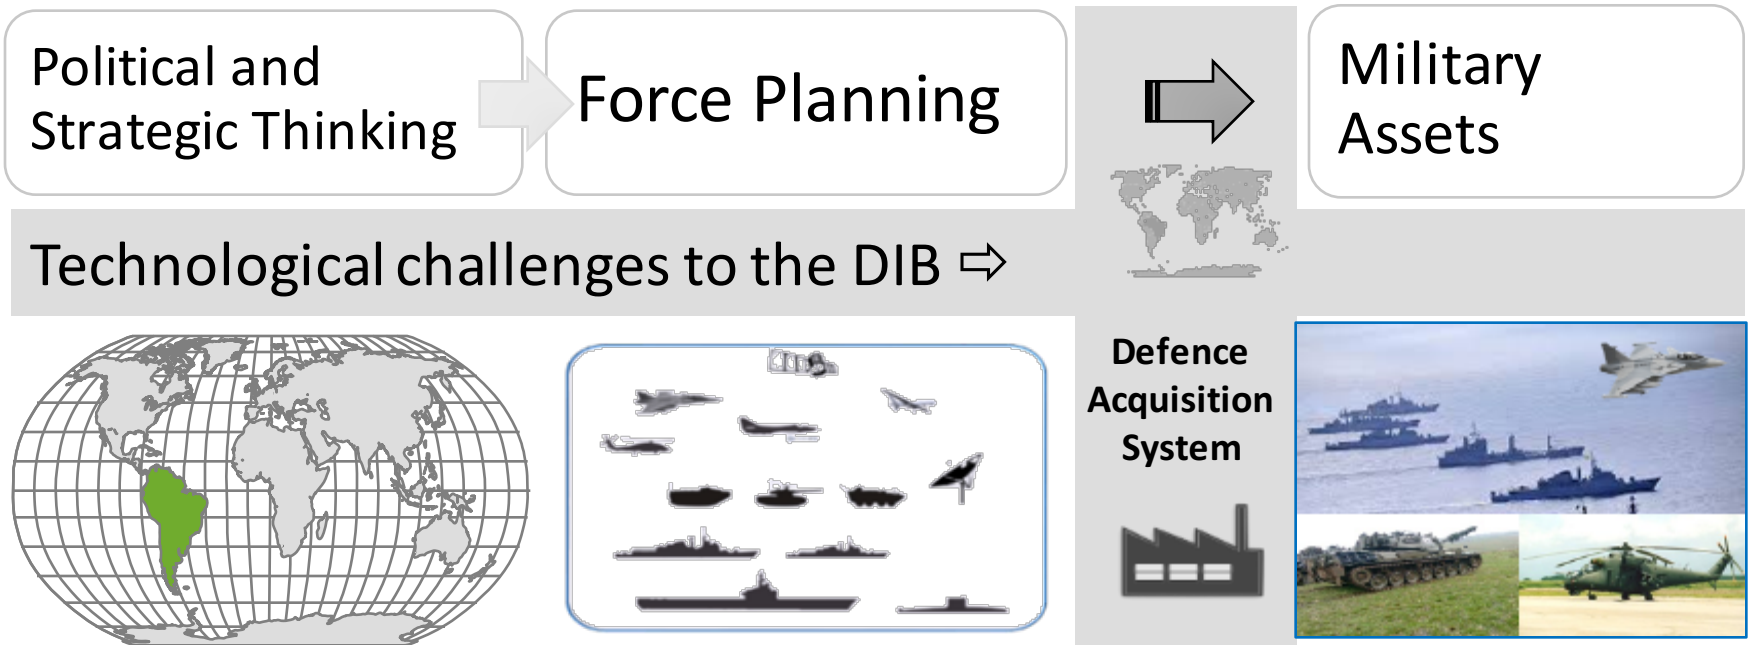 Political and
Strategic Thinking
Force Planning
Military
Assets
Technological challenges to the DIB ⇨
Defence
Acquisition
System